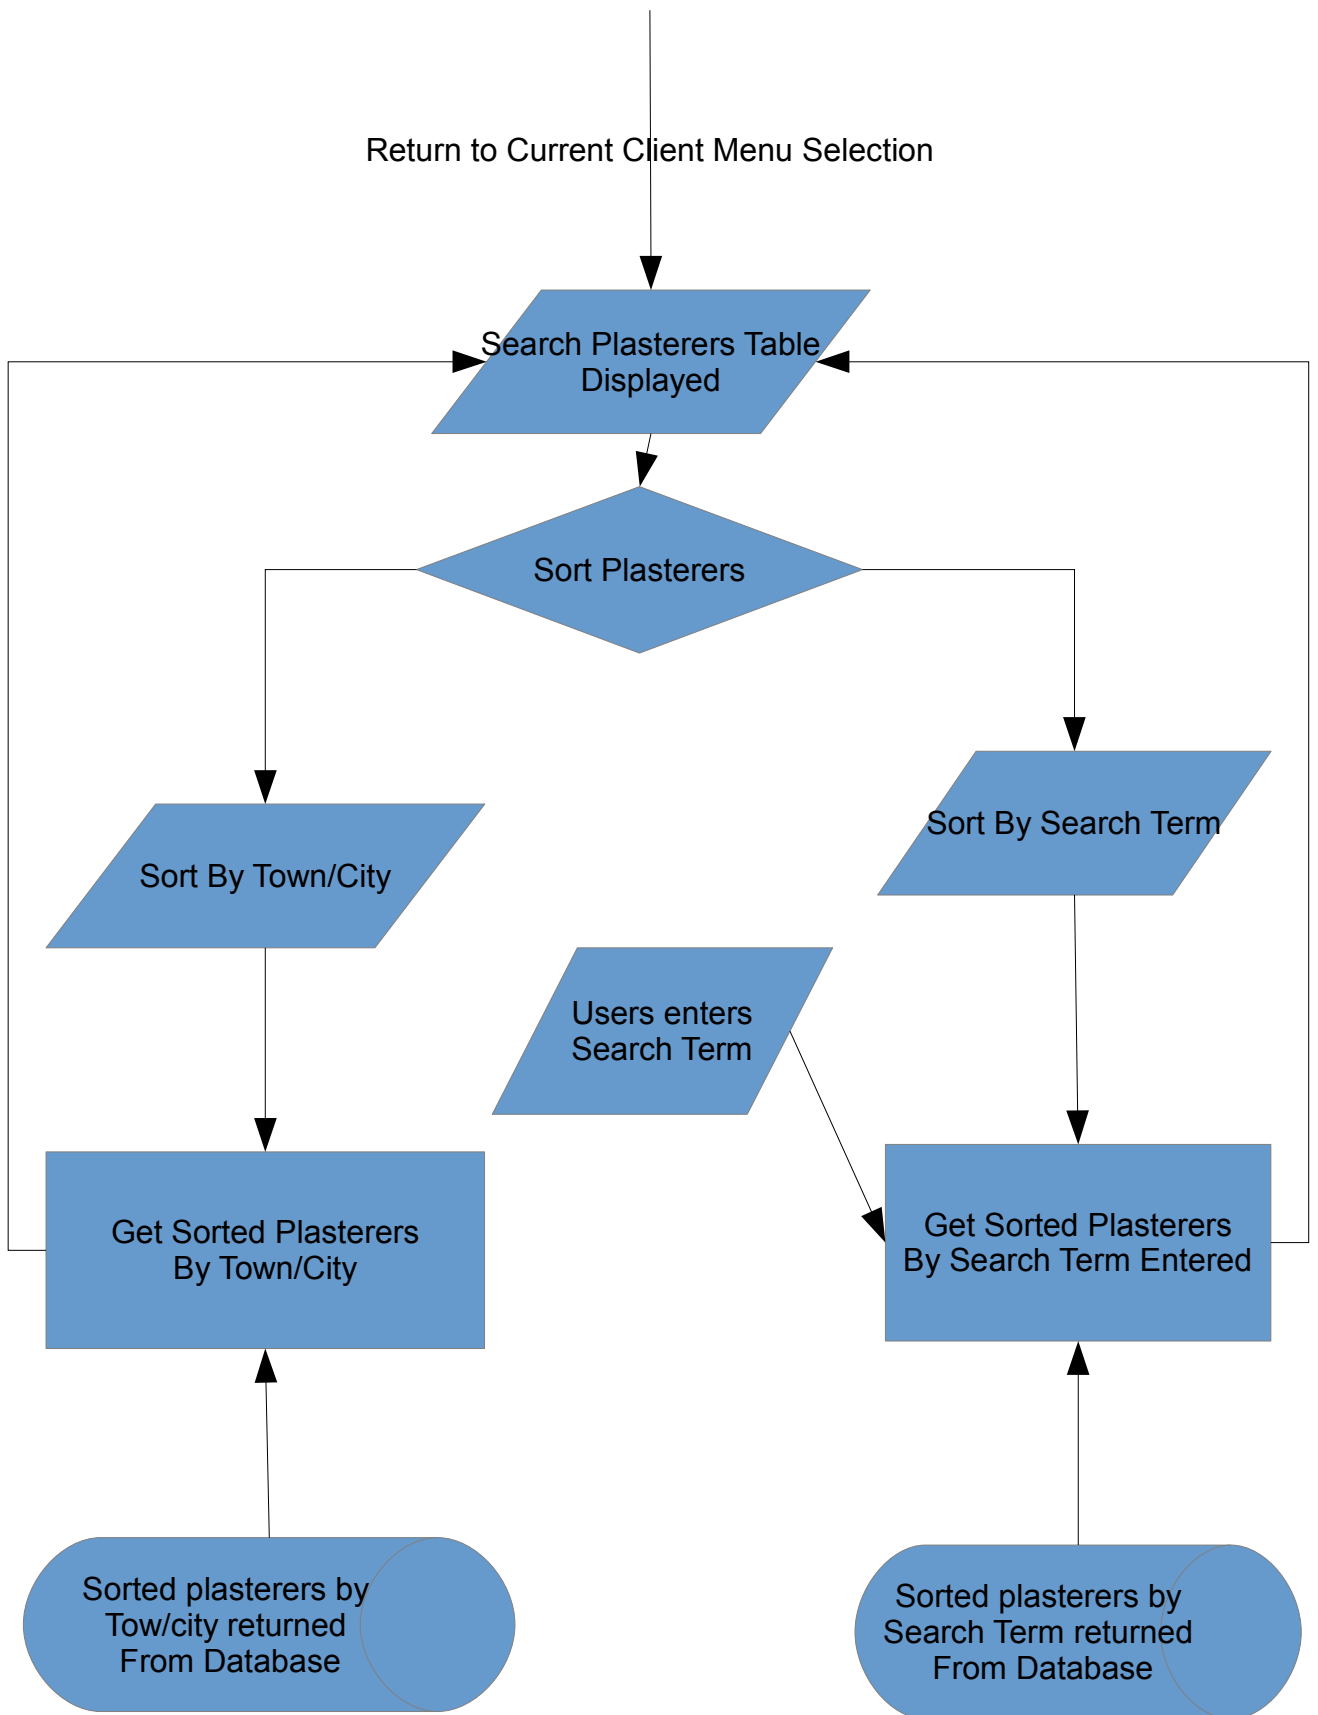 Return to Current Client Menu Selection
Search Plasterers Table
Displayed
Sort Plasterers
Sort By Search Term
Sort By Town/City
Users enters
Search Term
Get Sorted Plasterers
By Town/City
Get Sorted Plasterers
By Search Term Entered
Sorted plasterers by
Tow/city returned
From Database
Sorted plasterers by
Search Term returned
From Database